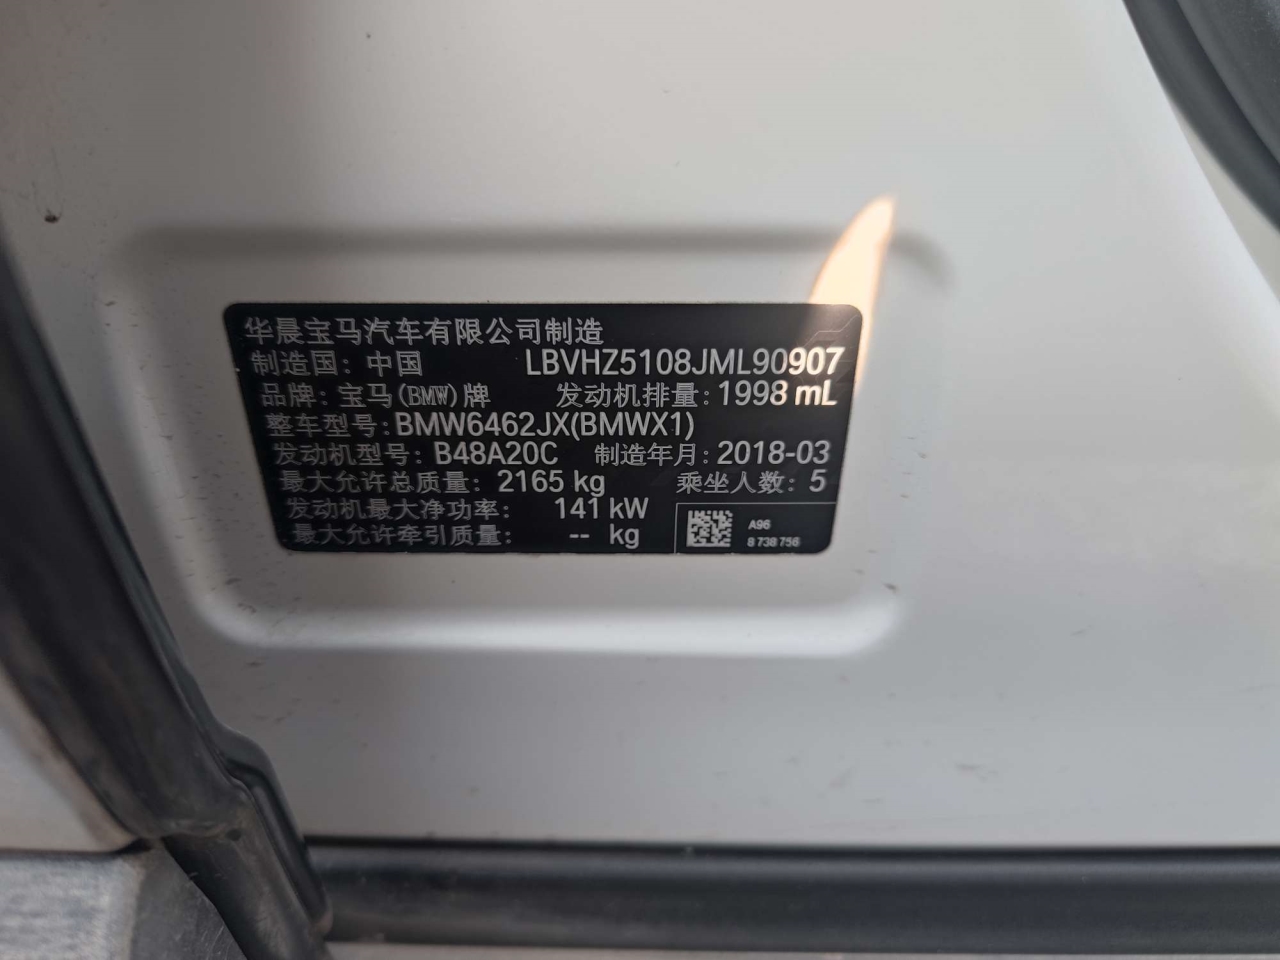 华晨宝马汽车有限公司制造
制造国：中国 LBVHZ5108JML90907
品牌：宝马(BMW)牌 发动机排量：1998 mL
整车型号：BMW6462JX(BMWX1)
发动机型号：B48A20C 制造年月：2018-03
最大允许总质量：2165 kg 乘坐人数：5
发动机最大净功率： 141 kW
最大允许牵引质量： -- kg
A96
8 738 756